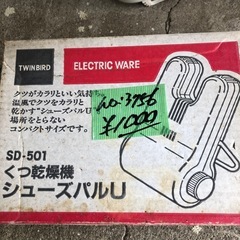 TWINBIRD
ELECTRIC WARE
クツがカラリといい気持ち。
温風でクツをカラリと
乾かす"シューズパルU"
場所をとらない
コンパクトサイズです。
No.3756
¥1000
SD-501
くつ乾燥機
シューズパルU